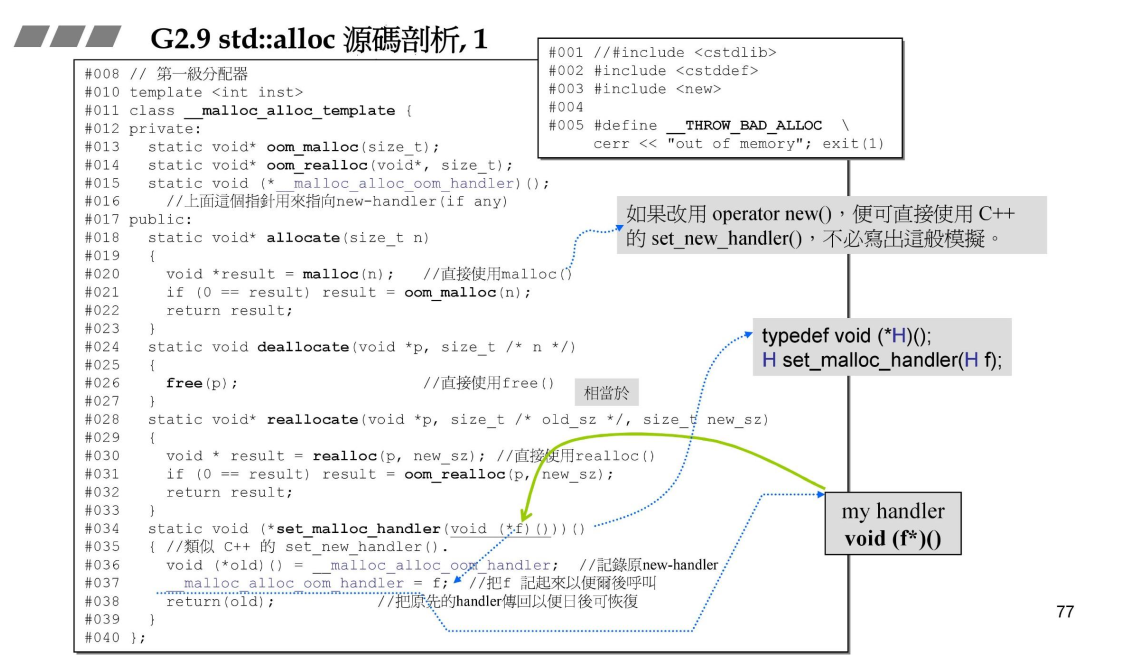 G2.9 std::alloc 源碼剖析, 1
#001 //#include <cstdlib>
#002 #include <cstddef>
#003 #include <new>
#004
#005 #define __THROW_BAD_ALLOC \
cerr << "out of memory"; exit(1)
#008 // 第一級分配器
#010 template <int inst>
#011 class __malloc_alloc_template {
#012 private:
#013 static void* oom_malloc(size_t);
#014 static void* oom_realloc(void*, size_t);
#015 static void (*__malloc_alloc_oom_handler)();
#016 //上面這個指針用來指向new-handler(if any)
#017 public:
#018 static void* allocate(size_t n)
#019 {
#020 void *result = malloc(n); //直接使用malloc()
#021 if (0 == result) result = oom_malloc(n);
#022 return result;
#023 }
#024 static void deallocate(void *p, size_t /* n */)
#025 {
#026 free(p); //直接使用free()
#027 }
#028 static void* reallocate(void *p, size_t /* old_sz */, size_t new_sz)
#029 {
#030 void * result = realloc(p, new_sz); //直接使用realloc()
#031 if (0 == result) result = oom_realloc(p, new_sz);
#032 return result;
#033 }
#034 static void (*set_malloc_handler(void (*f)()))()
#035 { //類似 C++ 的 set_new_handler().
#036 void (*old)() = __malloc_alloc_oom_handler; //記錄原new-handler
#037 __malloc_alloc_oom_handler = f; //把f 記起來以便爾後呼叫
#038 return(old); //把原先的handler傳回以便日後可恢復
#039 }
#040 };
如果改用 operator new()，便可直接使用 C++
的 set_new_handler()，不必寫出這般模擬。
typedef void (*H)();
H set_malloc_handler(H f);
相當於
my handler
void (f*)()
77